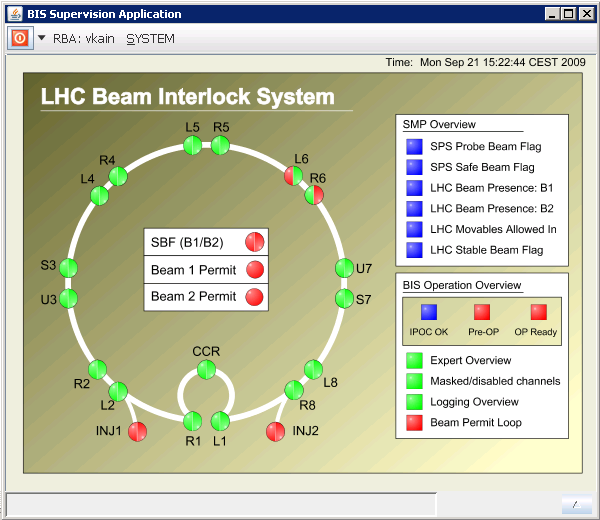 BIS Supervision Application
RBA: vkain SYSTEM
Time: Mon Sep 21 15:22:44 CEST 2009
LHC Beam Interlock System
L5 R5
R4 L6
L4 R6
S3 U7
U3 S7
R2 L8
L2 R8
CCR
INJ1 R1 L1 INJ2
SBF (B1/B2)
Beam 1 Permit
Beam 2 Permit
SMP Overview
SPS Probe Beam Flag
SPS Safe Beam Flag
LHC Beam Presence: B1
LHC Beam Presence: B2
LHC Movables Allowed In
LHC Stable Beam Flag
BIS Operation Overview
IPOC OK Pre-OP OP Ready
Expert Overview
Masked/disabled channels
Logging Overview
Beam Permit Loop